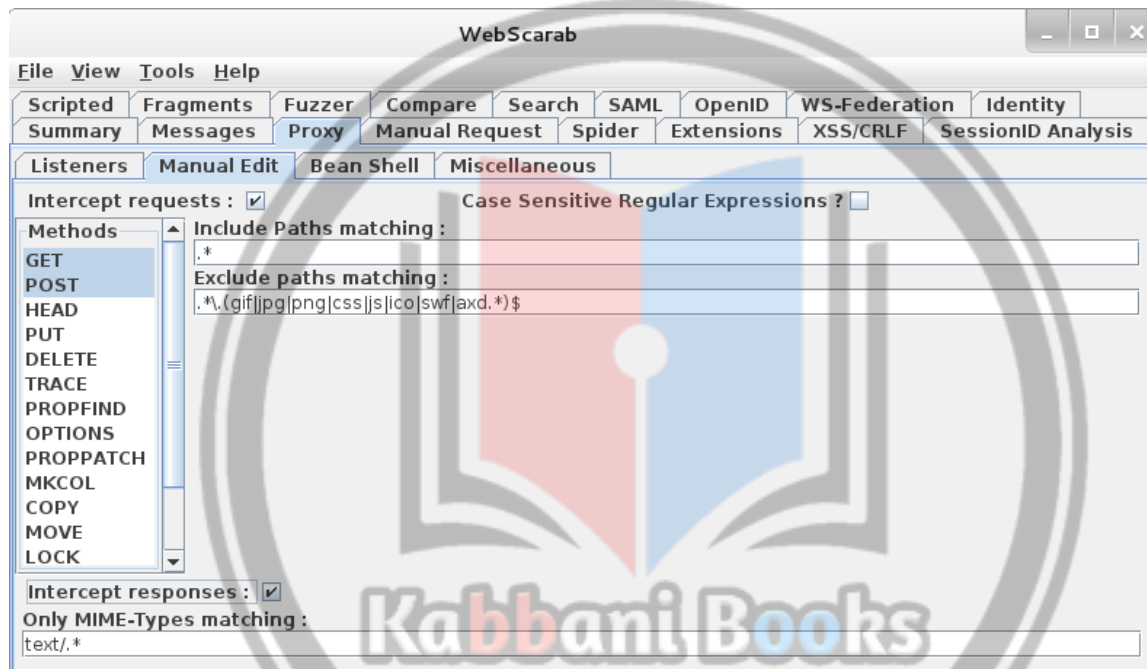 WebScarab
File View Tools Help
Scripted Fragments Fuzzer Compare Search SAML OpenID WS-Federation Identity
Summary Messages Proxy Manual Request Spider Extensions XSS/CRLF SessionID Analysis
Listeners Manual Edit Bean Shell Miscellaneous
Intercept requests : Case Sensitive Regular Expressions ?
Methods
GET
POST
HEAD
PUT
DELETE
TRACE
PROPFIND
OPTIONS
PROPPATCH
MKCOL
COPY
MOVE
LOCK
Include Paths matching :
.*
Exclude paths matching :
.*\.(gif|jpg|png|css|js|ico|swf|axd.*)$
Intercept responses :
Only MIME-Types matching :
text/.*
Kabbani Books